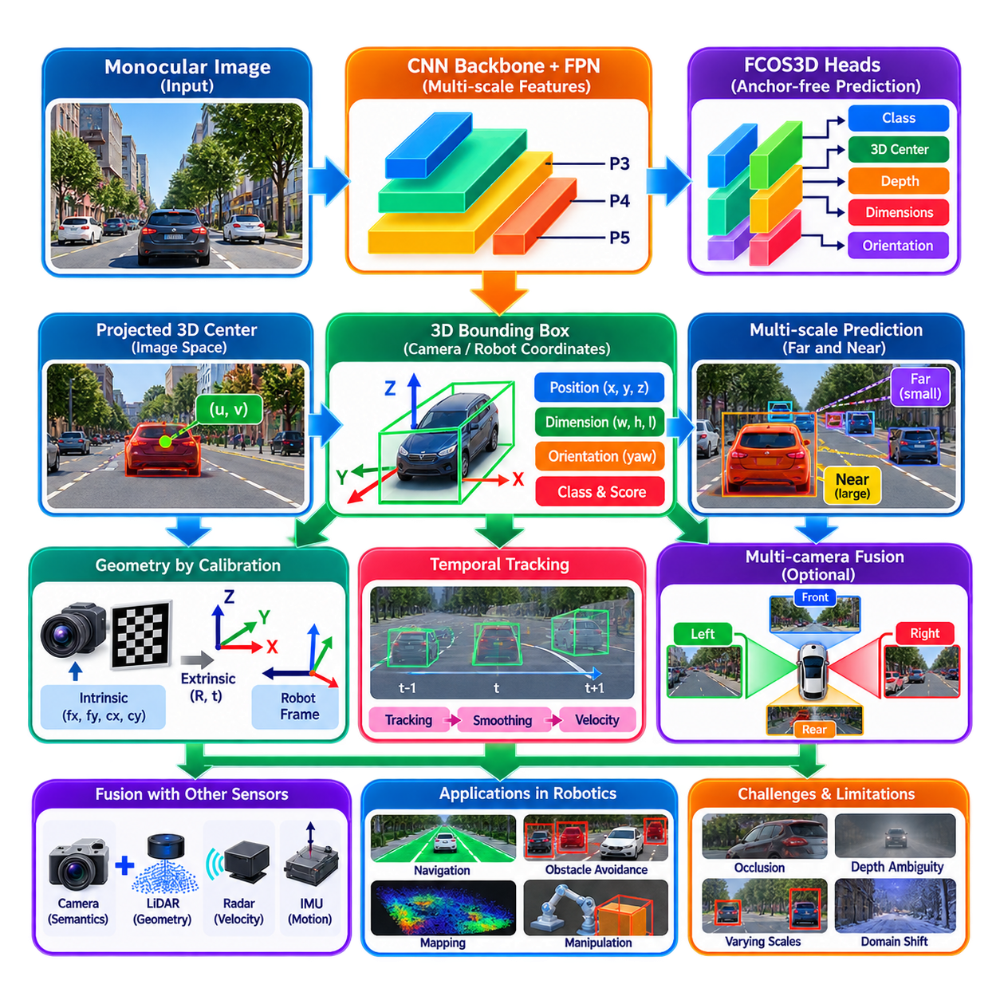 Monocular Image
(Input)
CNN Backbone + FPN
(Multi-scale Features)
P3
P4
P5
FCOS3D Heads
(Anchor-free Prediction)
Class
3D Center
Depth
Dimensions
Orientation
Projected 3D Center
(Image Space)
(u, v)
3D Bounding Box
(Camera / Robot Coordinates)
Z
Y
X
Position (x, y, z)
Dimension (w, h, l)
Orientation (yaw)
Class & Score
Multi-scale Prediction
(Far and Near)
Far
(small)
Near
(large)
Geometry by Calibration
Z
Y
X
Extrinsic
(R, t)
Intrinsic
(fx, fy, cx, cy)
Robot
Frame
Temporal Tracking
t-1
t
t+1
Tracking
Smoothing
Velocity
Multi-camera Fusion
(Optional)
Front
Left
Right
Rear
Fusion with Other Sensors
Camera
(Semantics)
LiDAR
(Geometry)
Radar
(Velocity)
IMU
(Motion)
Applications in Robotics
Navigation
Obstacle Avoidance
Mapping
Manipulation
Challenges & Limitations
Occlusion
Depth Ambiguity
Varying Scales
Domain Shift